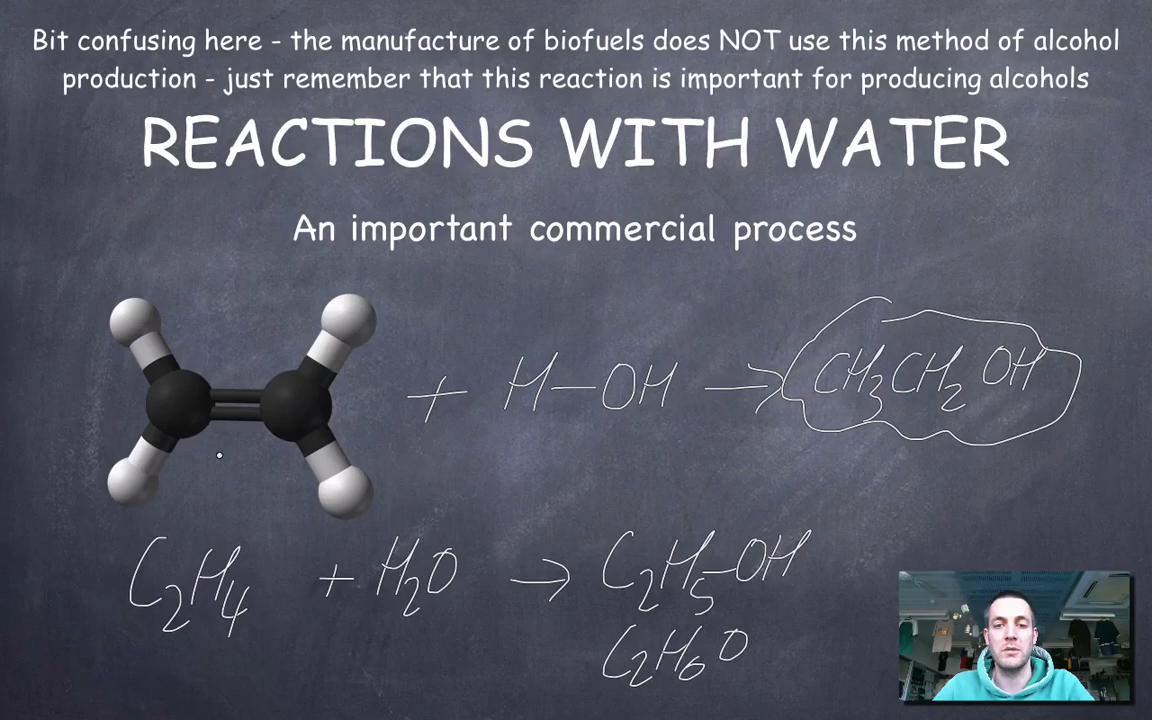 Bit confusing here - the manufacture of biofuels does NOT use this method of alcohol
production - just remember that this reaction is important for producing alcohols
REACTIONS WITH WATER
An important commercial process
+ H-OH → CH3CH2OH
C2H4 + H2O → C2H5-OH
C2H6O